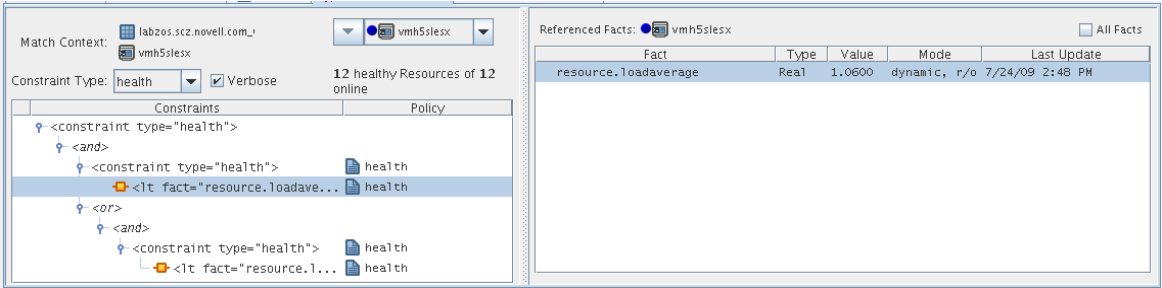 Match Context:
labzos.scz.novell.com_
vmh5slesx
vmh5slesx
Constraint Type: health Verbose
12 healthy Resources of 12
online
Constraints Policy
<constraint type="health">
<and>
<constraint type="health"> health
<lt fact="resource.loadave... health
<or>
<and>
<constraint type="health"> health
<lt fact="resource.l... health
Referenced Facts: vmh5slesx All Facts
Fact Type Value Mode Last Update
resource.loadaverage Real 1.0600 dynamic, r/o 7/24/09 2:48 PM